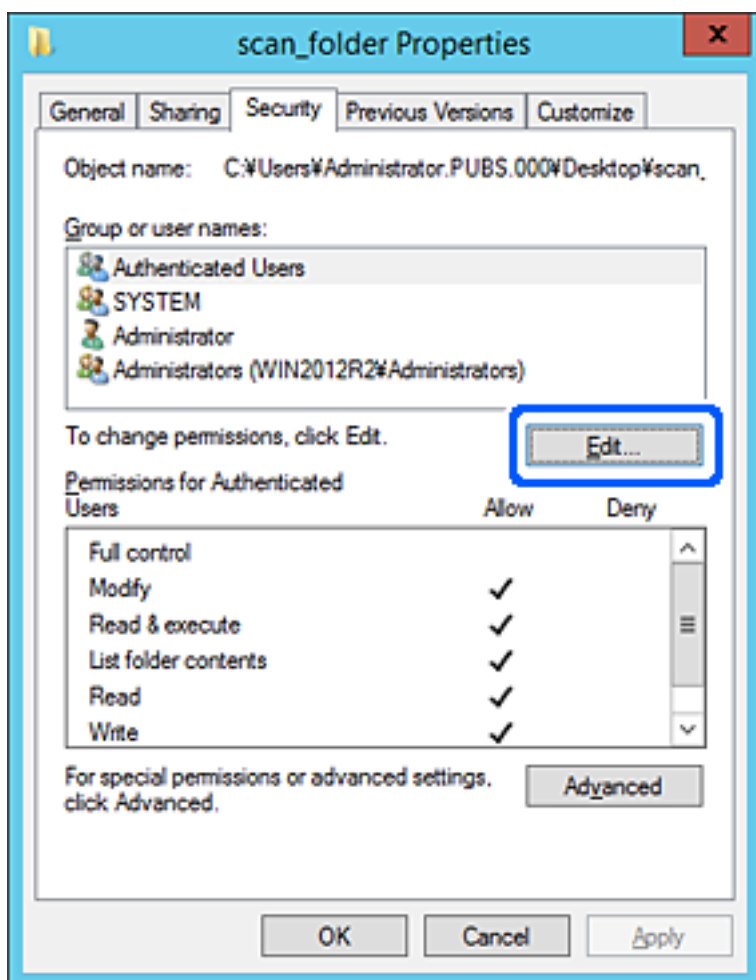 scan_folder Properties
x
General Sharing Security Previous Versions Customize
Object name: C:¥Users¥Administrator.PUBS.000¥Desktop¥scan_
Group or user names:
Authenticated Users
SYSTEM
Administrator
Administrators (WIN2012R2¥Administrators)
To change permissions, click Edit.
Edit...
Permissions for Authenticated
Users Allow Deny
Full control
Modify
Read & execute
List folder contents
Read
Write
For special permissions or advanced settings,
click Advanced.
Advanced
OK Cancel Apply